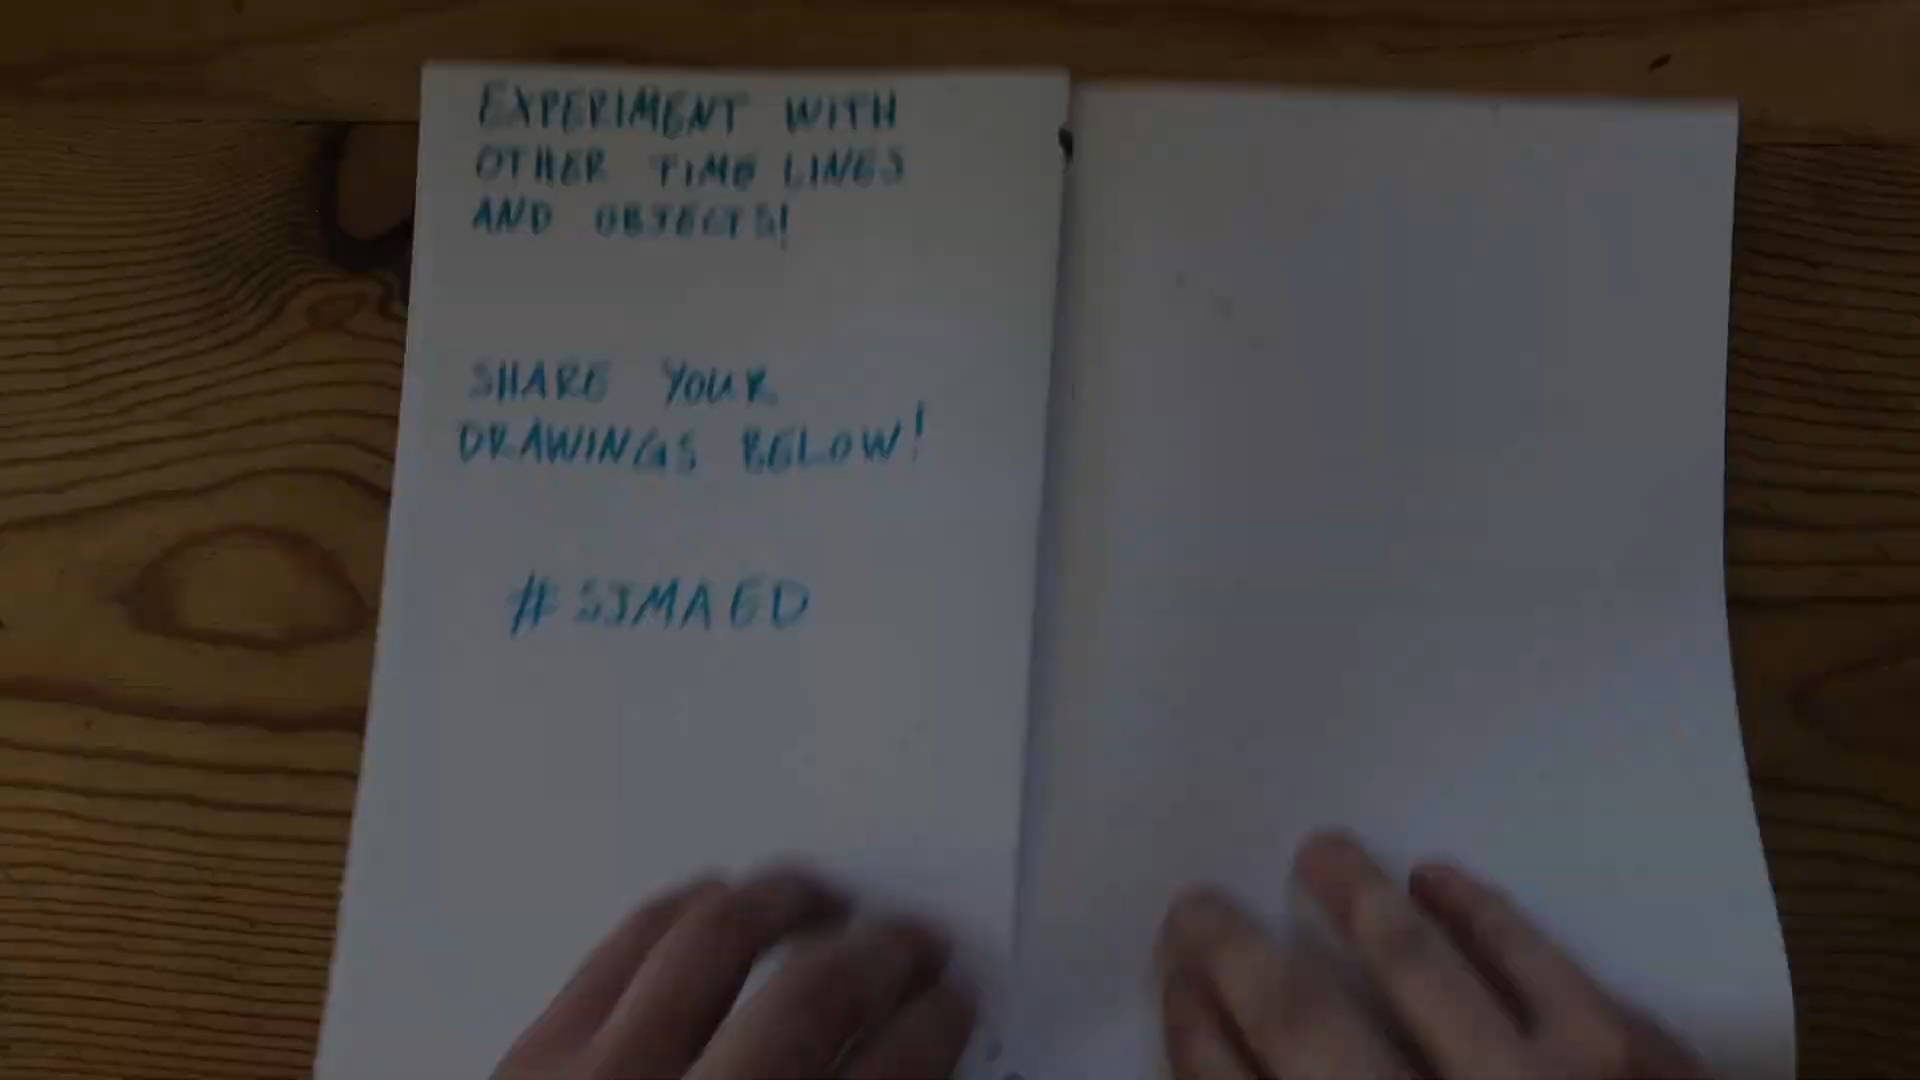 EXPERIMENT WITH
OTHER TIME LINES
AND OBJECTS!
SHARE YOUR
DRAWINGS BELOW!
#SJMAED